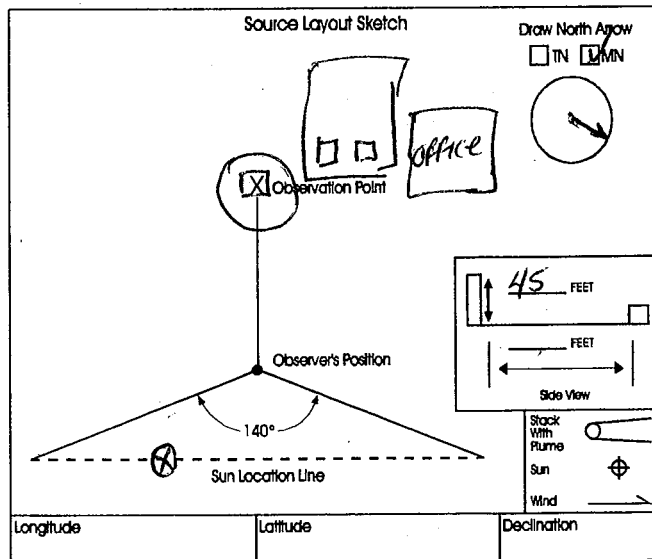 Source Layout Sketch
Draw North Arrow
TN MN
Office
X Observation Point
45 FEET
FEET
Side View
Observer's Position
140°
X
Sun Location Line
Stack
With
Plume
Sun
Wind
Longitude Latitude Declination